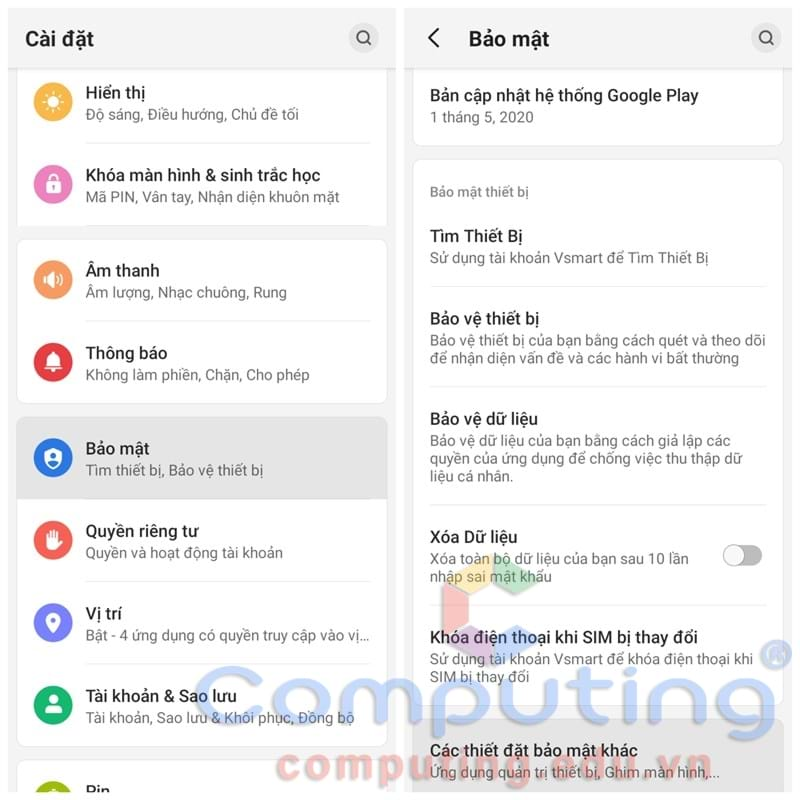 Cài đặt
Hiển thị
Độ sáng, Điều hướng, Chủ đề tối
Khóa màn hình & sinh trắc học
Mã PIN, Vân tay, Nhận diện khuôn mặt
Âm thanh
Âm lượng, Nhạc chuông, Rung
Thông báo
Không làm phiền, Chặn, Cho phép
Bảo mật
Tìm thiết bị, Bảo vệ thiết bị
Quyền riêng tư
Quyền và hoạt động tài khoản
Vị trí
Bật - 4 ứng dụng có quyền truy cập vào vị...
Tài khoản & Sao lưu
Tài khoản, Sao lưu & Khôi phục, Đồng bộ
Pin
Bảo mật
Bản cập nhật hệ thống Google Play
1 tháng 5, 2020
Bảo mật thiết bị
Tìm Thiết Bị
Sử dụng tài khoản Vsmart để Tìm Thiết Bị
Bảo vệ thiết bị
Bảo vệ thiết bị của bạn bằng cách quét và theo dõi
để nhận diện vấn đề và các hành vi bất thường
Bảo vệ dữ liệu
Bảo vệ dữ liệu của bạn bằng cách giả lập các
quyền của ứng dụng để chống việc thu thập dữ
liệu cá nhân.
Xóa Dữ liệu
Xóa toàn bộ dữ liệu của bạn sau 10 lần
nhập sai mật khẩu
Khóa điện thoại khi SIM bị thay đổi
Sử dụng tài khoản Vsmart để khóa điện thoại khi
SIM bị thay đổi
Các thiết đặt bảo mật khác
Ứng dụng quản trị thiết bị, Ghim màn hình,...
Computing
computing.edu.vn